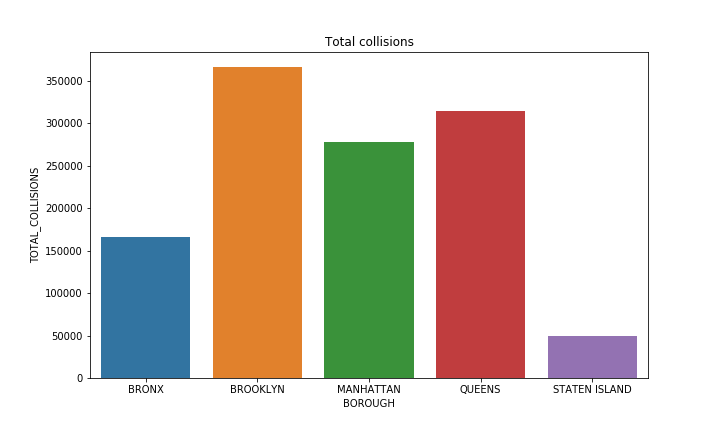 Total collisions
TOTAL_COLLISIONS
350000
300000
250000
200000
150000
100000
50000
0
BRONX BROOKLYN MANHATTAN QUEENS STATEN ISLAND
BOROUGH